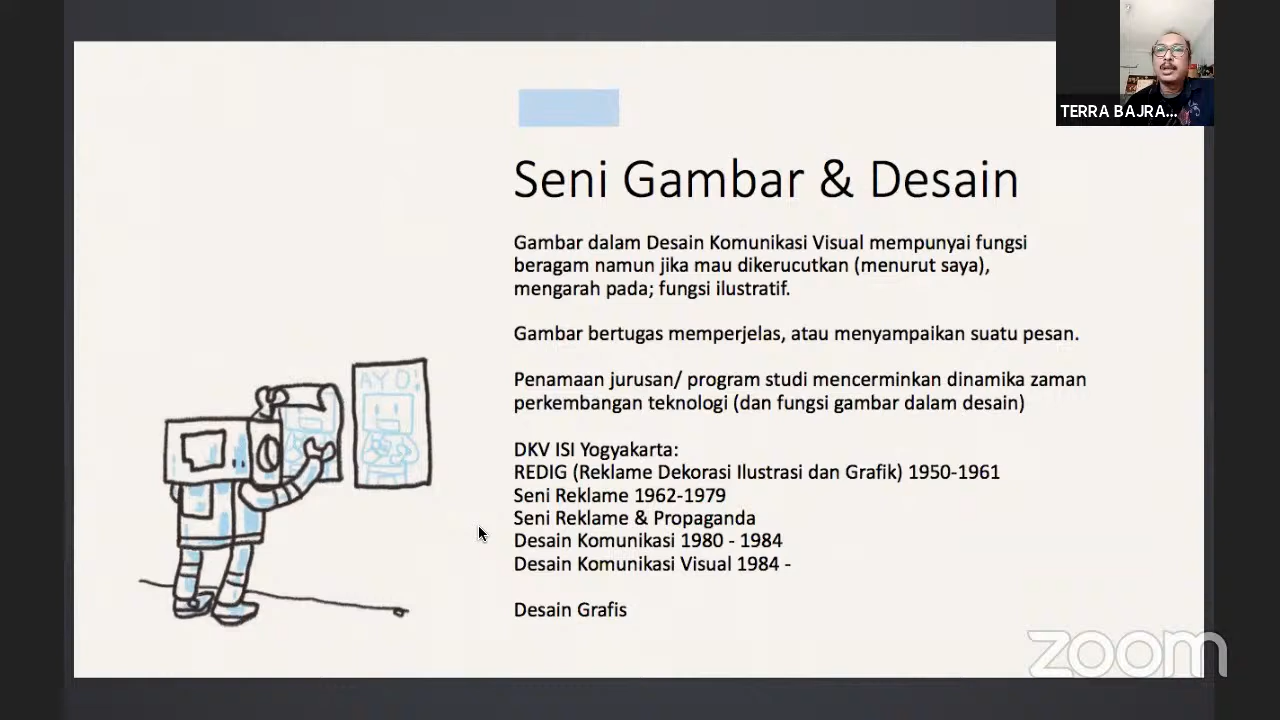 TERRA BAJRA...
Seni Gambar & Desain
Gambar dalam Desain Komunikasi Visual mempunyai fungsi
beragam namun jika mau dikerucutkan (menurut saya),
mengarah pada; fungsi ilustratif.
Gambar bertugas memperjelas, atau menyampaikan suatu pesan.
Penamaan jurusan/ program studi mencerminkan dinamika zaman
perkembangan teknologi (dan fungsi gambar dalam desain)
DKV ISI Yogyakarta:
REDIG (Reklame Dekorasi Ilustrasi dan Grafik) 1950-1961
Seni Reklame 1962-1979
Seni Reklame & Propaganda
Desain Komunikasi 1980 - 1984
Desain Komunikasi Visual 1984 -
Desain Grafis
AYO!
zoom